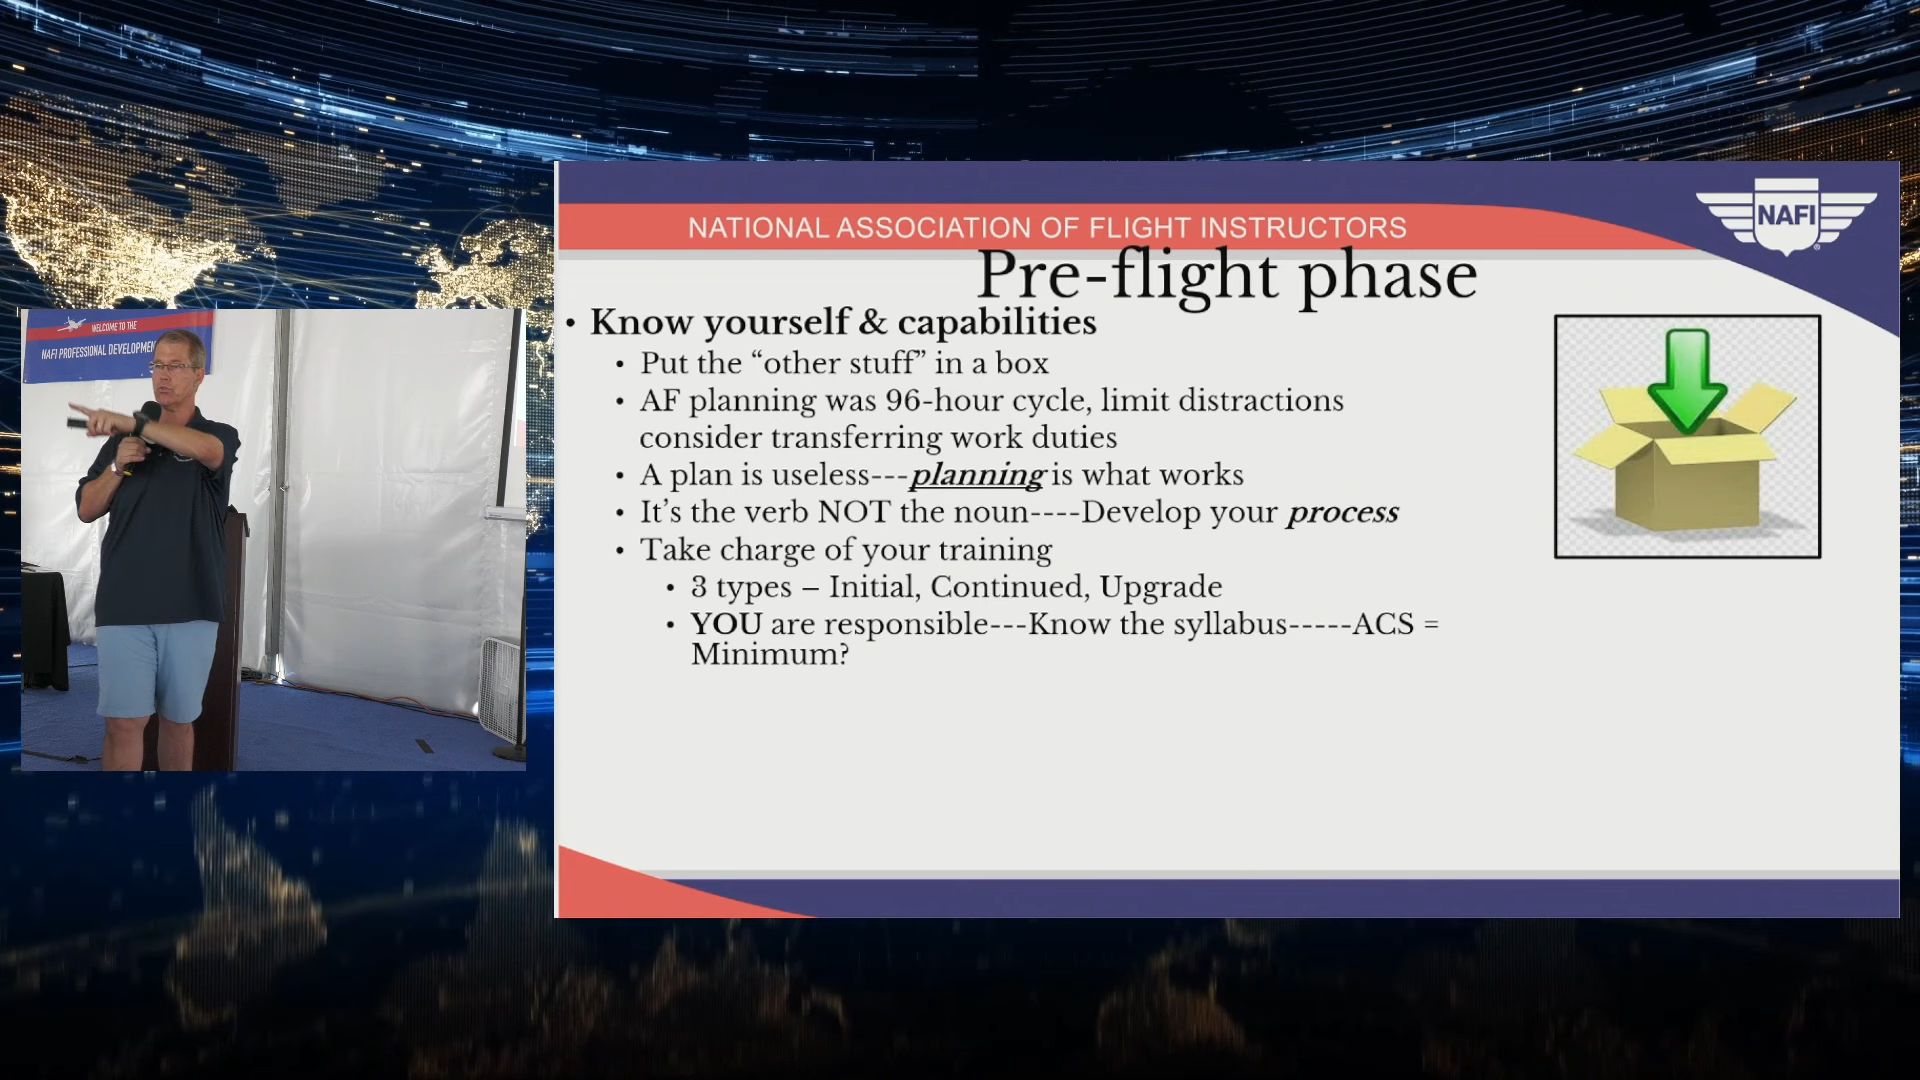 WELCOME TO THE
NAFI PROFESSIONAL
NATIONAL ASSOCIATION OF FLIGHT INSTRUCTORS
NAFI
Pre-flight phase
• Know yourself & capabilities
• Put the “other stuff” in a box
• AF planning was 96-hour cycle, limit distractions
consider transferring work duties
• A plan is useless---planning is what works
• It’s the verb NOT the noun----Develop your process
• Take charge of your training
• 3 types – Initial, Continued, Upgrade
• YOU are responsible---Know the syllabus-----ACS =
Minimum?